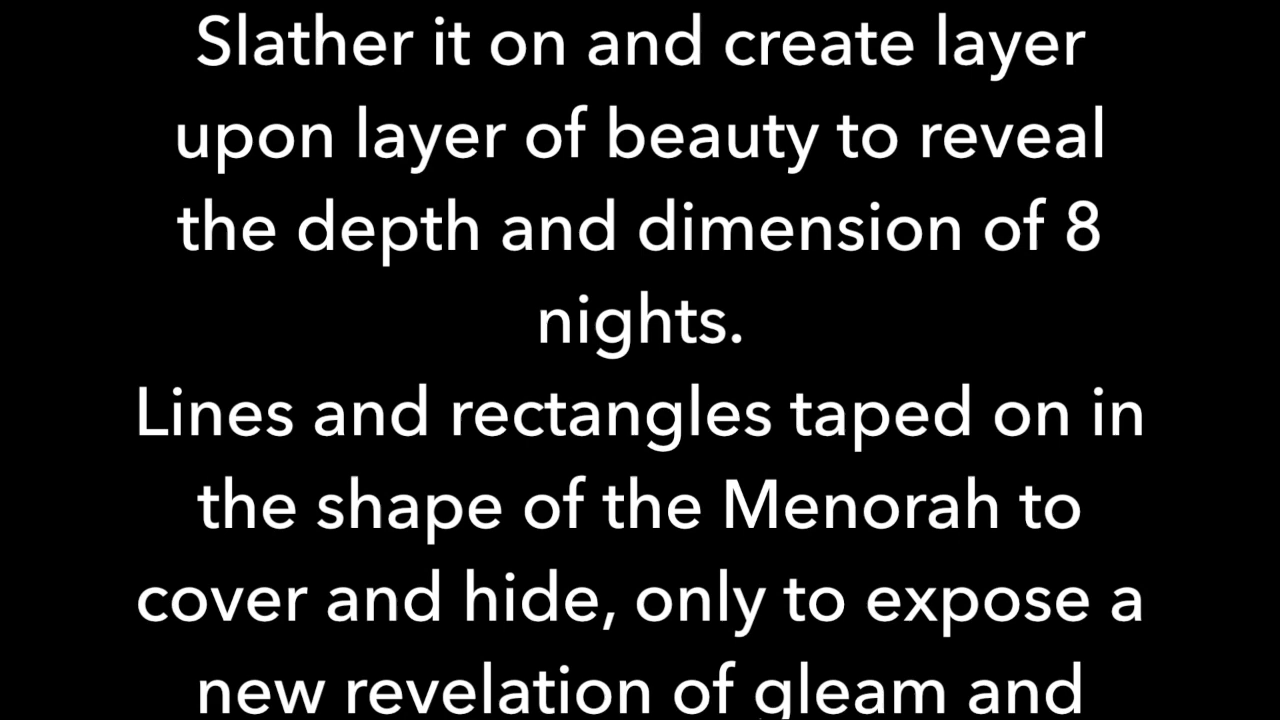 Slather it on and create layer
upon layer of beauty to reveal
the depth and dimension of 8
nights.
Lines and rectangles taped on in
the shape of the Menorah to
cover and hide, only to expose a
new revelation of gleam and